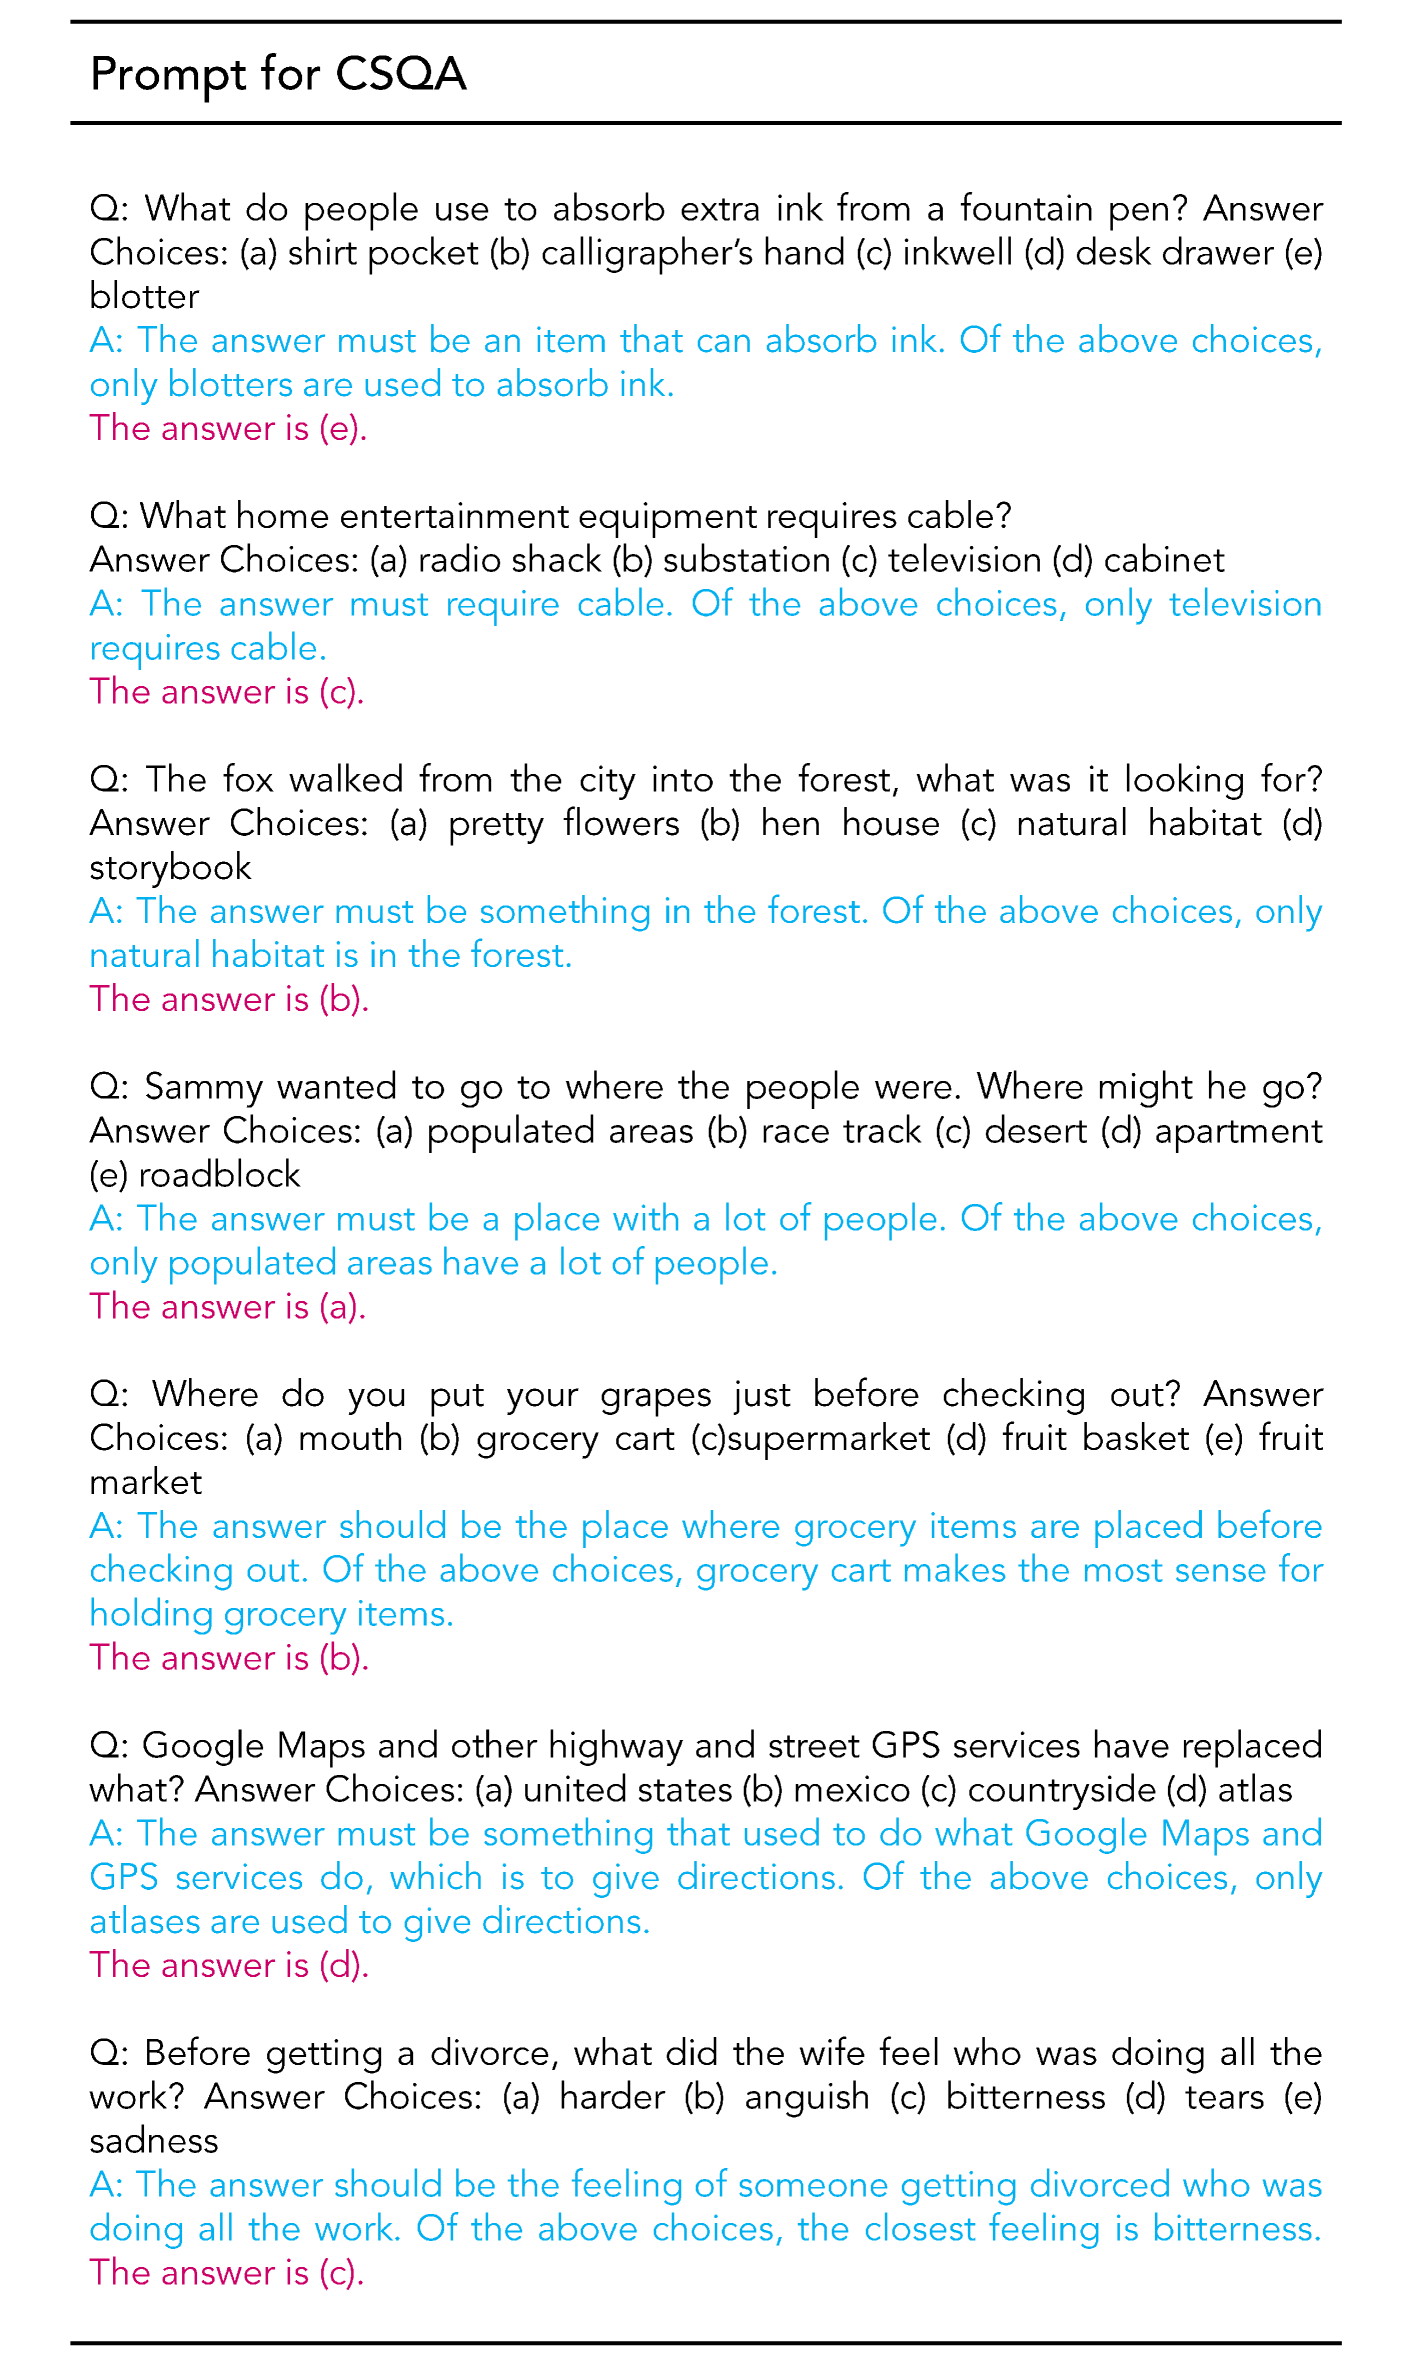 Prompt for CSQA
Q: What do people use to absorb extra ink from a fountain pen? Answer
Choices: (a) shirt pocket (b) calligrapher’s hand (c) inkwell (d) desk drawer (e)
blotter
A: The answer must be an item that can absorb ink. Of the above choices,
only blotters are used to absorb ink.
The answer is (e).
Q: What home entertainment equipment requires cable?
Answer Choices: (a) radio shack (b) substation (c) television (d) cabinet
A: The answer must require cable. Of the above choices, only television
requires cable.
The answer is (c).
Q: The fox walked from the city into the forest, what was it looking for?
Answer Choices: (a) pretty flowers (b) hen house (c) natural habitat (d)
storybook
A: The answer must be something in the forest. Of the above choices, only
natural habitat is in the forest.
The answer is (b).
Q: Sammy wanted to go to where the people were. Where might he go?
Answer Choices: (a) populated areas (b) race track (c) desert (d) apartment
(e) roadblock
A: The answer must be a place with a lot of people. Of the above choices,
only populated areas have a lot of people.
The answer is (a).
Q: Where do you put your grapes just before checking out? Answer
Choices: (a) mouth (b) grocery cart (c)supermarket (d) fruit basket (e) fruit
market
A: The answer should be the place where grocery items are placed before
checking out. Of the above choices, grocery cart makes the most sense for
holding grocery items.
The answer is (b).
Q: Google Maps and other highway and street GPS services have replaced
what? Answer Choices: (a) united states (b) mexico (c) countryside (d) atlas
A: The answer must be something that used to do what Google Maps and
GPS services do, which is to give directions. Of the above choices, only
atlases are used to give directions.
The answer is (d).
Q: Before getting a divorce, what did the wife feel who was doing all the
work? Answer Choices: (a) harder (b) anguish (c) bitterness (d) tears (e)
sadness
A: The answer should be the feeling of someone getting divorced who was
doing all the work. Of the above choices, the closest feeling is bitterness.
The answer is (c).